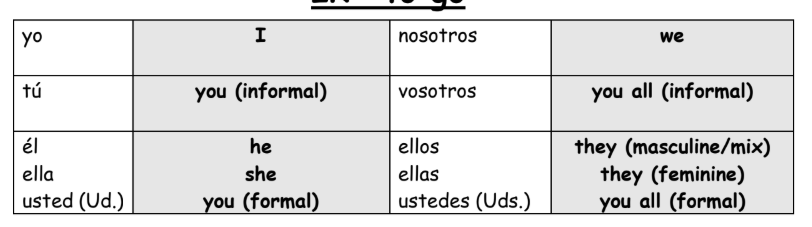 yo I nosotros we
tú you (informal) vosotros you all (informal)
él he ellos they (masculine/mix)
ella she ellas they (feminine)
usted (Ud.) you (formal) ustedes (Uds.) you all (formal)